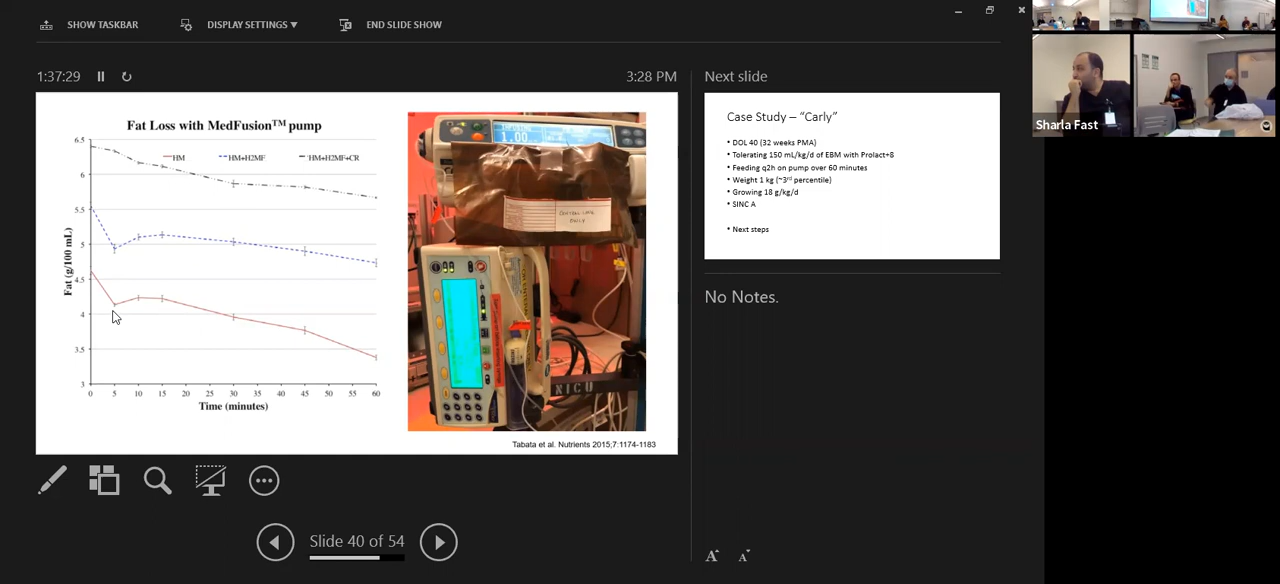 SHOW TASKBAR
DISPLAY SETTINGS ▼
END SLIDE SHOW
1:37:29
3:28 PM
Next slide
Fat Loss with MedFusion™ pump
HM
HM+H2MF
HM+H2MF+CR
Fat (g/100 mL)
6.5
6
5.5
5
4.5
4
3.5
3
0 5 10 15 20 25 30 35 40 45 50 55 60
Time (minutes)
1.00
CENTRAL LINE
ONLY
NICU
Tabata et al. Nutrients 2015;7:1174-1183
Case Study – “Carly”
• DOL 40 (32 weeks PMA)
• Tolerating 150 mL/kg/d of EBM with Prolact+8
• Feeding q2h on pump over 60 minutes
• Weight 1 kg (~3rd percentile)
• Growing 18 g/kg/d
• SINC A
• Next steps
No Notes.
Slide 40 of 54
A A
Sharla Fast